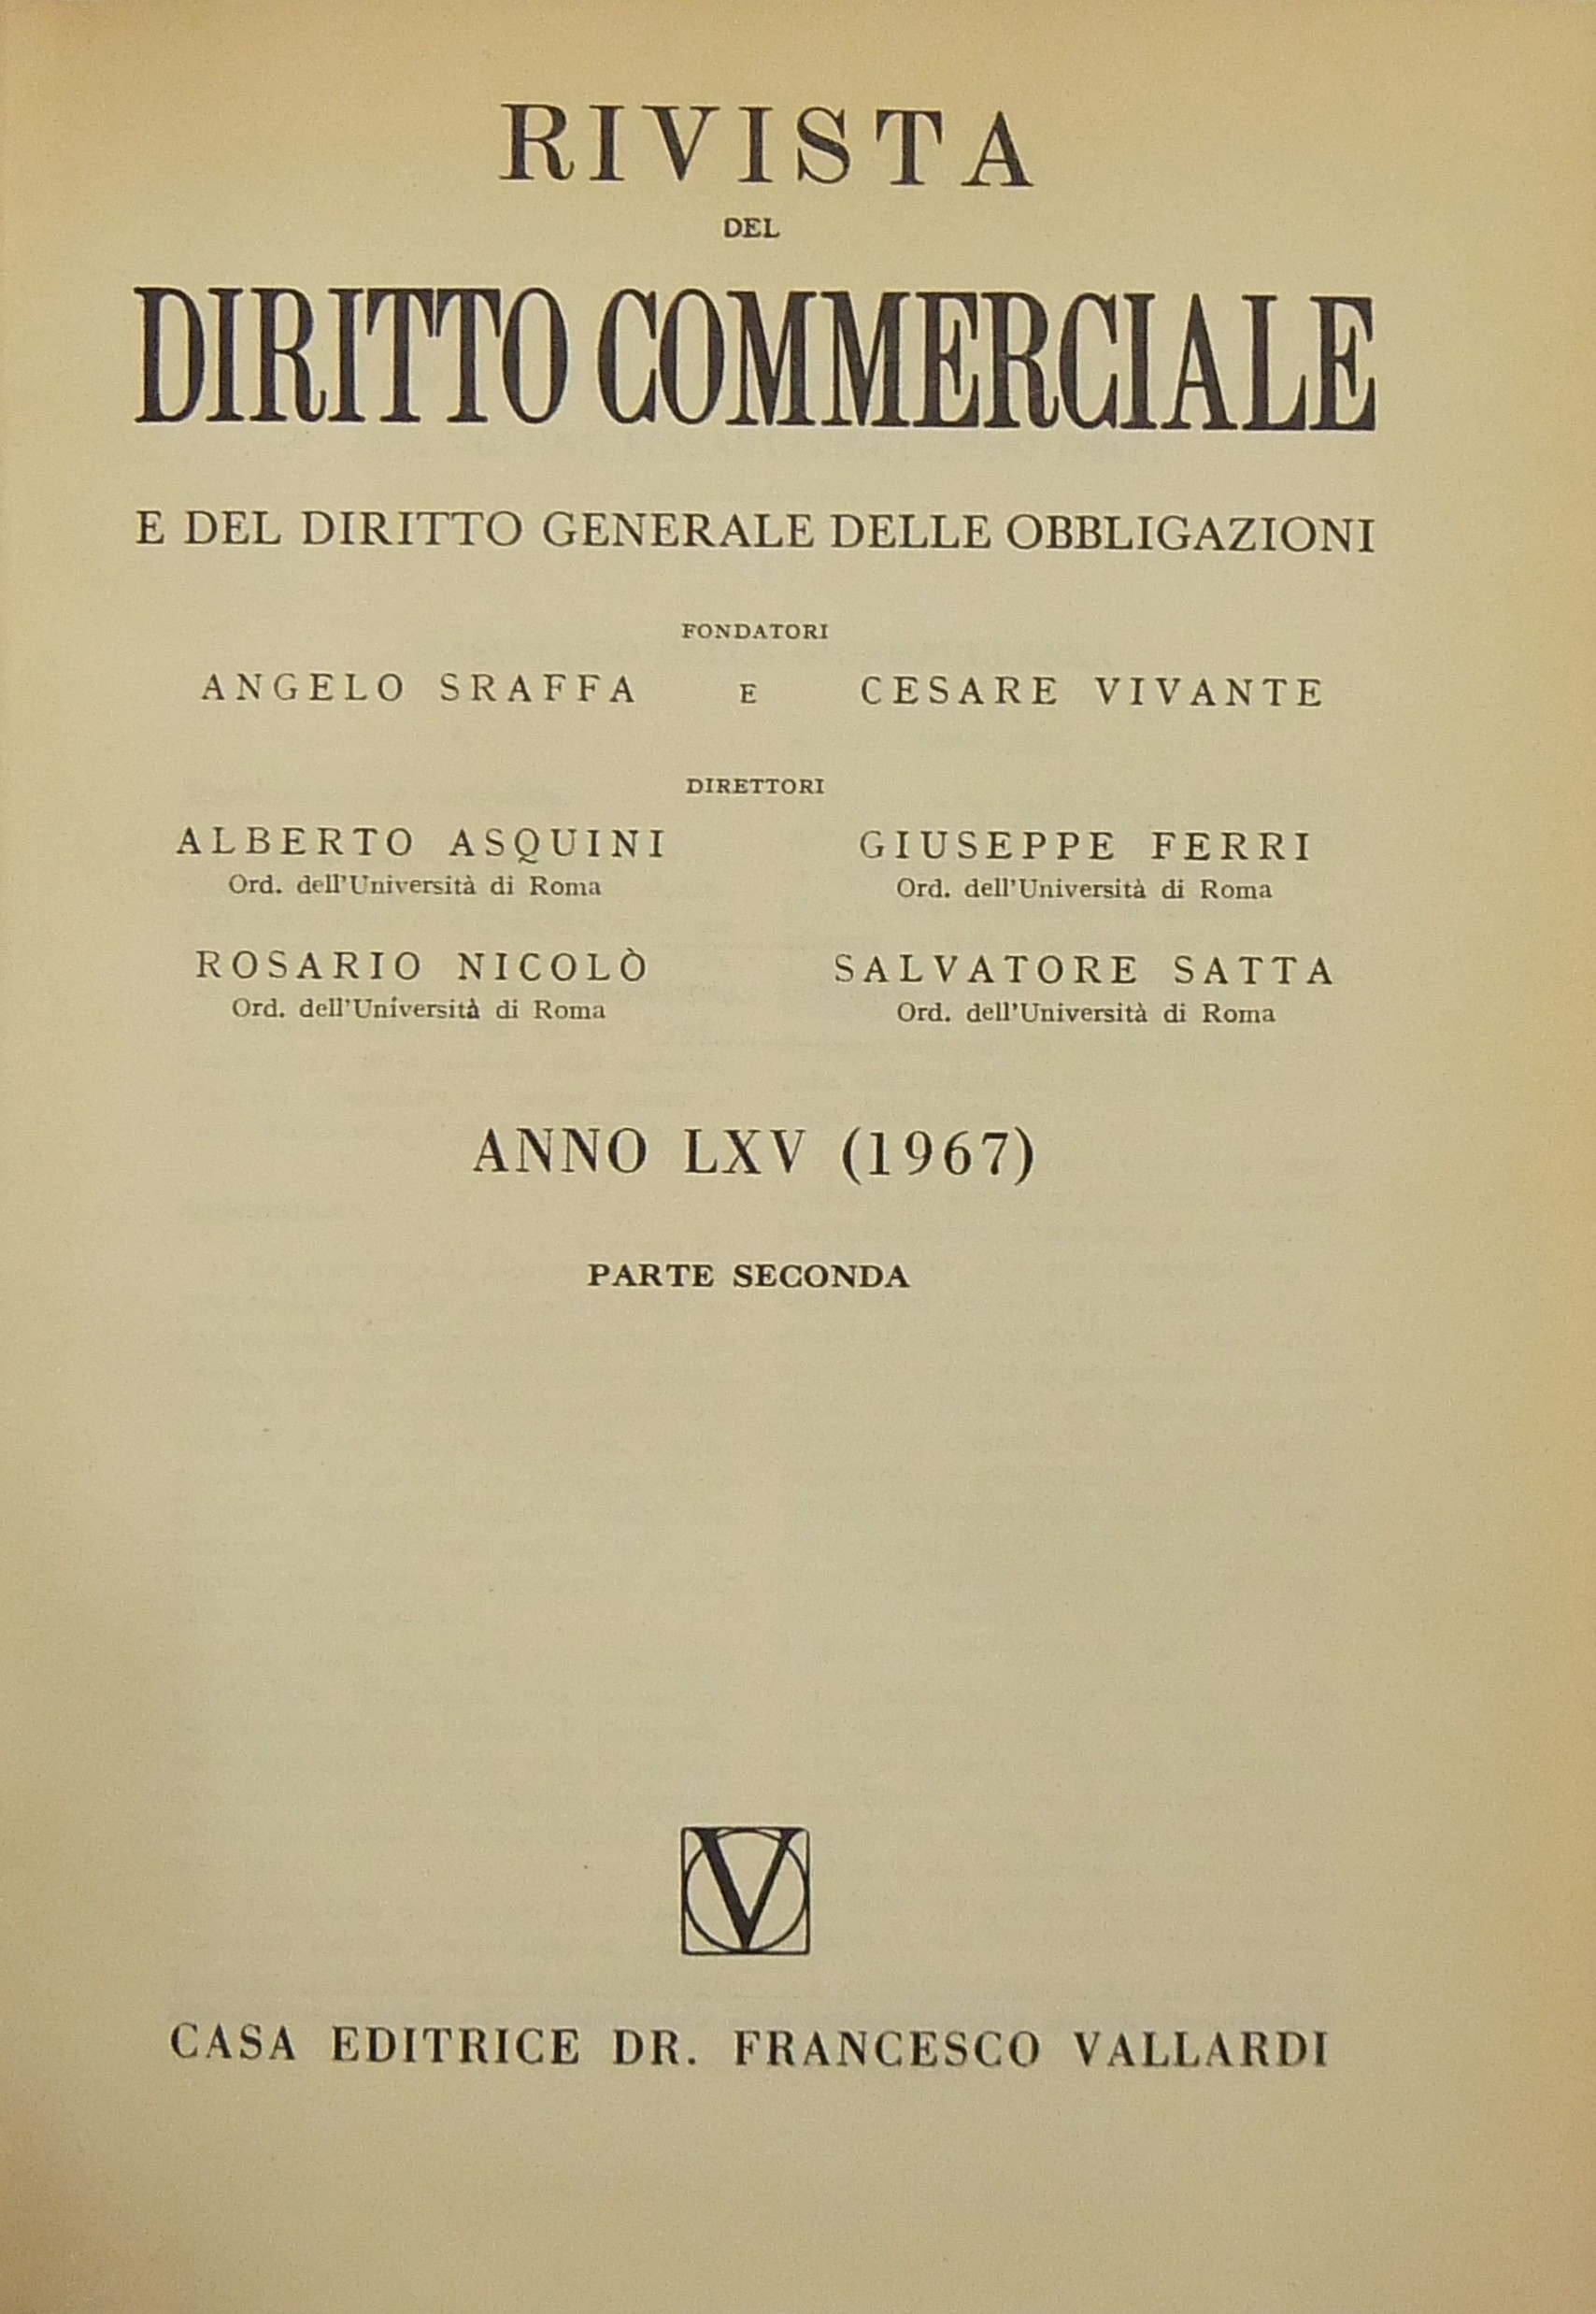 RIVISTA
DEL
DIRITTO COMMERCIALE
E DEL DIRITTO GENERALE DELLE OBBLIGAZIONI
FONDATORI
ANGELO SRAFFA E CESARE VIVANTE
DIRETTORI
ALBERTO ASQUINI GIUSEPPE FERRI
Ord. dell'Università di Roma Ord. dell'Università di Roma
ROSARIO NICOLÒ SALVATORE SATTA
Ord. dell'Università di Roma Ord. dell'Università di Roma
ANNO LXV (1967)
PARTE SECONDA
V
CASA EDITRICE DR. FRANCESCO VALLARDI